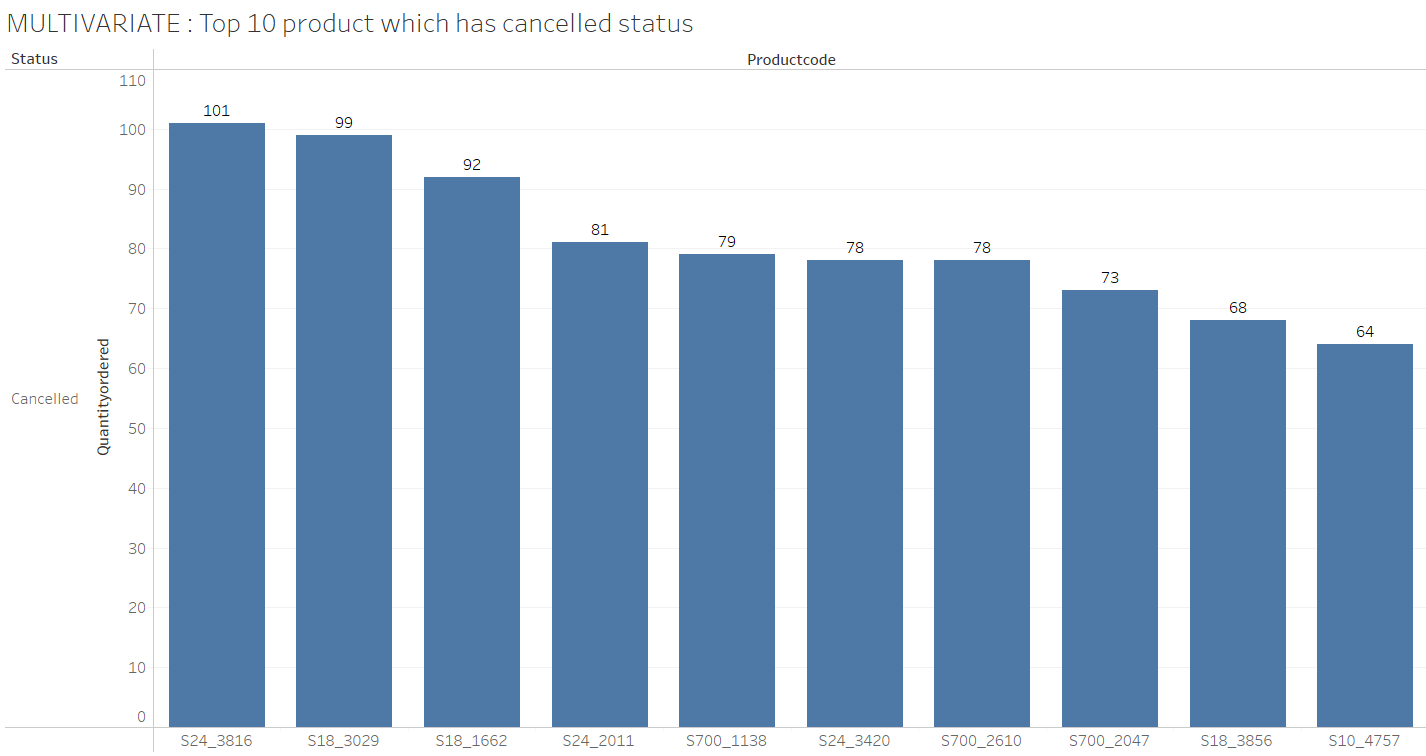 MULTIVARIATE : Top 10 product which has cancelled status
Status
Productcode
110
100
90
80
70
60
50
40
30
20
10
0
Cancelled
Quantityordered
101
99
92
81
79
78
78
73
68
64
S24_3816
S18_3029
S18_1662
S24_2011
S700_1138
S24_3420
S700_2610
S700_2047
S18_3856
S10_4757